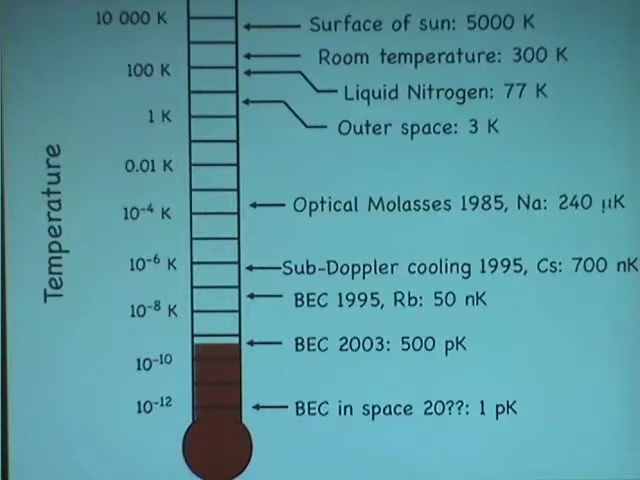 10 000 K
Surface of sun: 5000 K
Room temperature: 300 K
100 K
Liquid Nitrogen: 77 K
1 K
Outer space: 3 K
Temperature
0.01 K
Optical Molasses 1985, Na: 240 μK
10⁻⁴ K
10⁻⁶ K
Sub-Doppler cooling 1995, Cs: 700 nK
BEC 1995, Rb: 50 nK
10⁻⁸ K
BEC 2003: 500 pK
10⁻¹⁰
10⁻¹²
BEC in space 20??: 1 pK